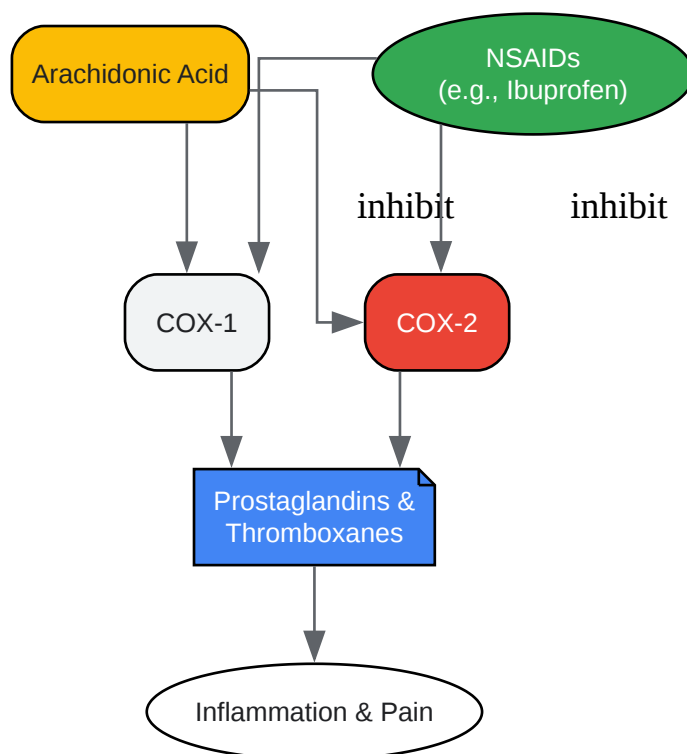 Arachidonic Acid
NSAIDs
(e.g., Ibuprofen)
inhibit
inhibit
COX-1
COX-2
Prostaglandins &
Thromboxanes
Inflammation & Pain